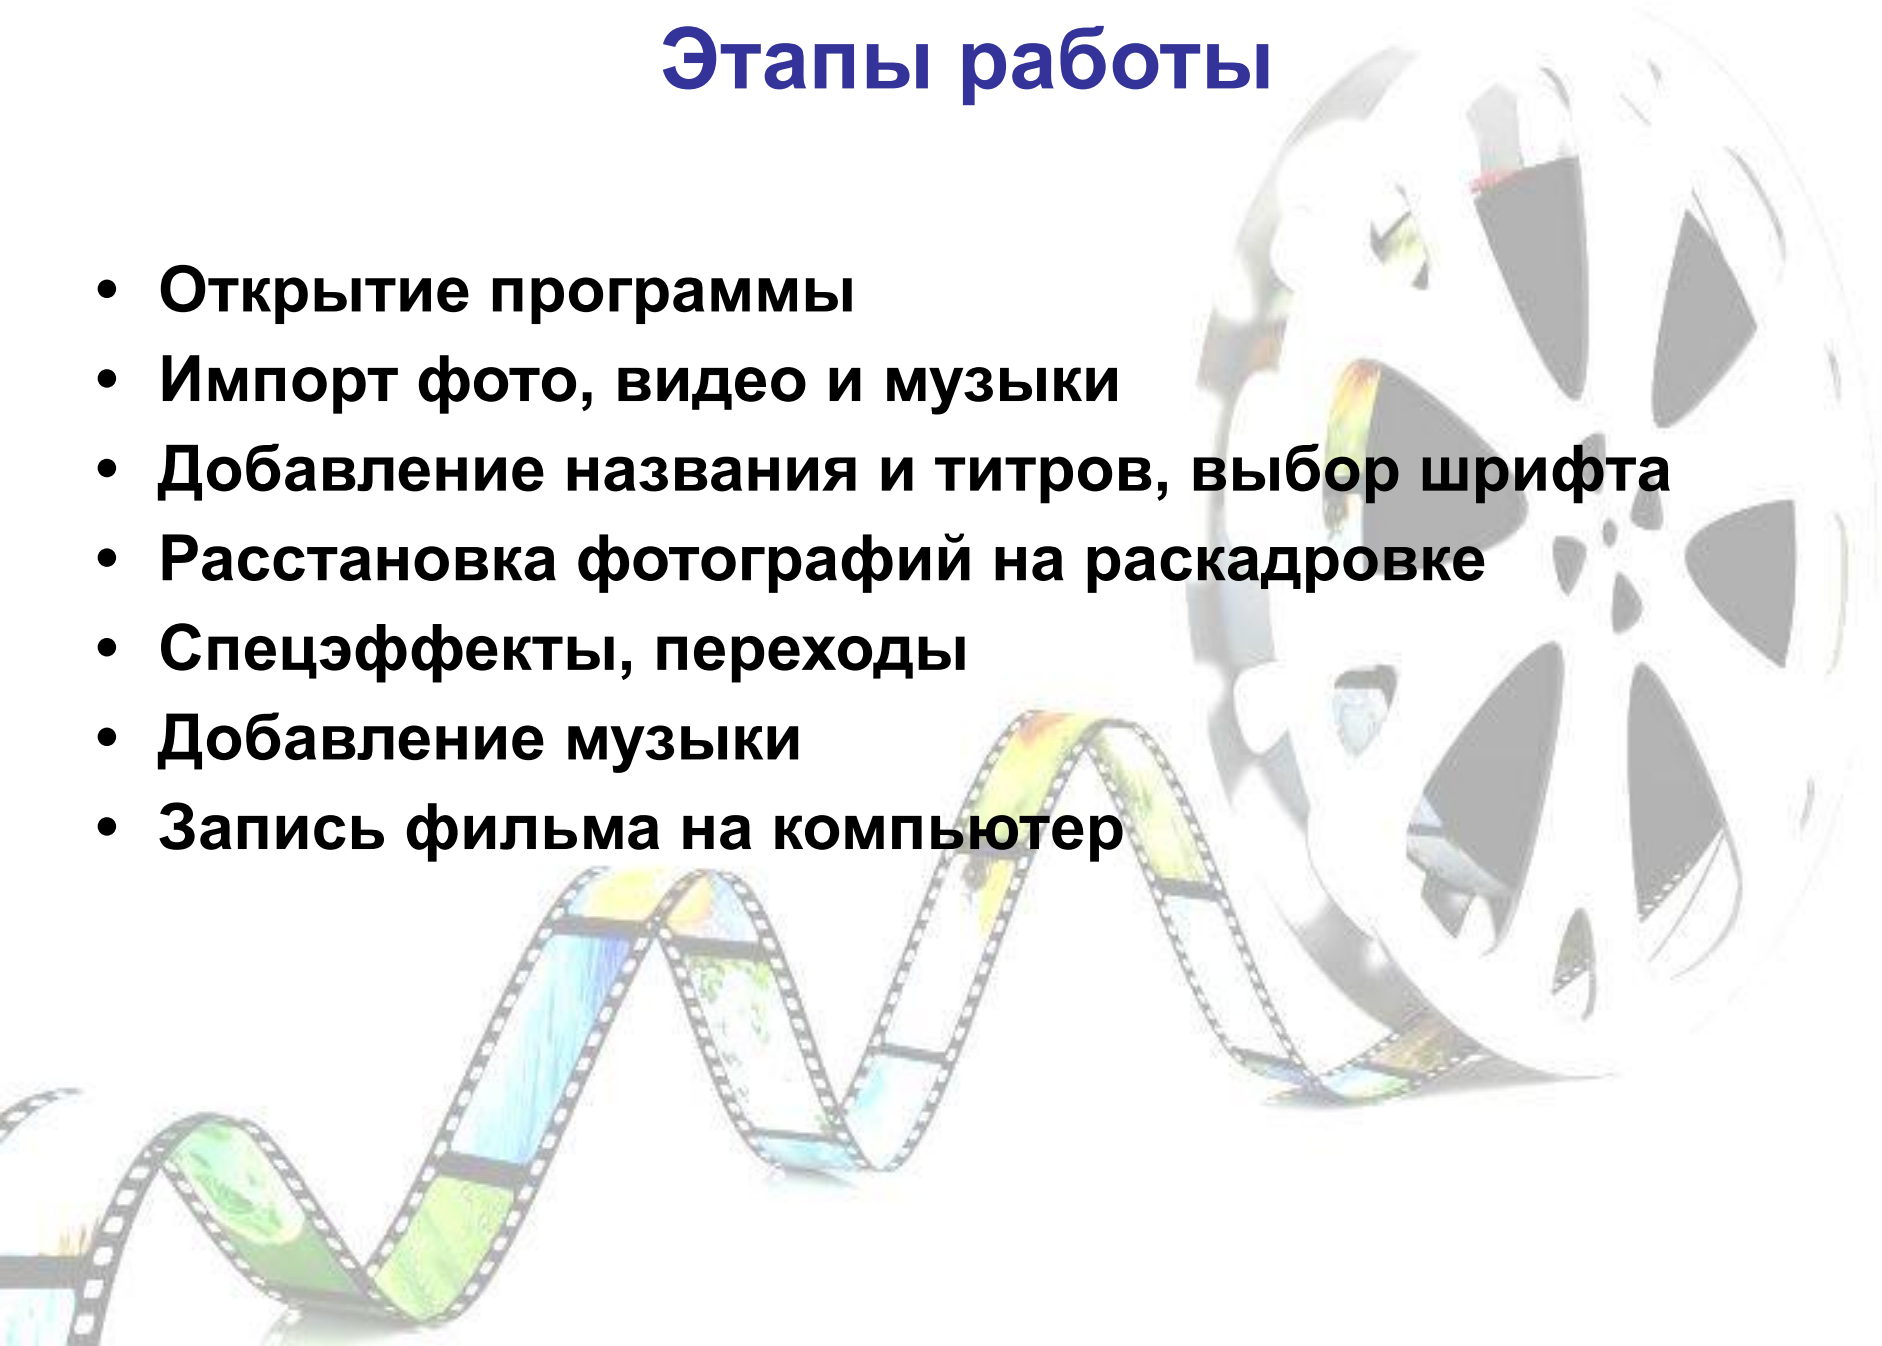 Этапы работы
• Открытие программы
• Импорт фото, видео и музыки
• Добавление названия и титров, выбор шрифта
• Расстановка фотографий на раскадровке
• Спецэффекты, переходы
• Добавление музыки
• Запись фильма на компьютер